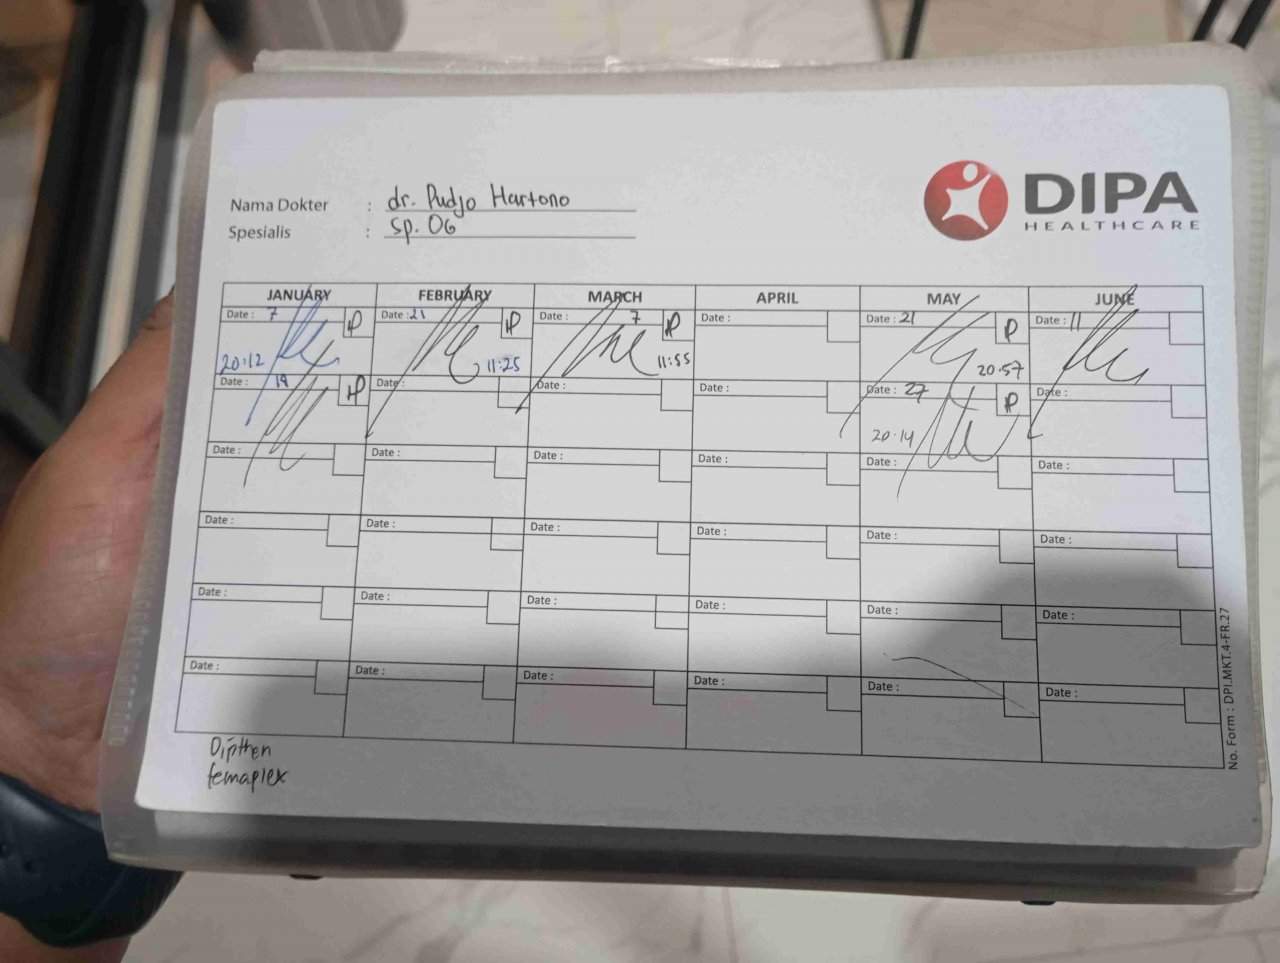 DIPA
HEALTHCARE
Nama Dokter : dr. Pudjo Hartono
Spesialis : Sp. OG
JANUARY FEBRUARY MARCH APRIL MAY JUNE
Date : 7 P Date : 21 P Date : 7 P Date : Date : 21 P Date : 11
20:12 11:25 11:55 20:57
Date : P Date : Date : Date : Date : 27 P Date :
20:14
Date : Date : Date : Date : Date : Date :
Date : Date : Date : Date : Date : Date :
Date : Date : Date : Date : Date : Date :
Date : Date : Date : Date : Date : Date :
Dipthen
femaplex
No. Form : DPI.MKT.4-FR.27